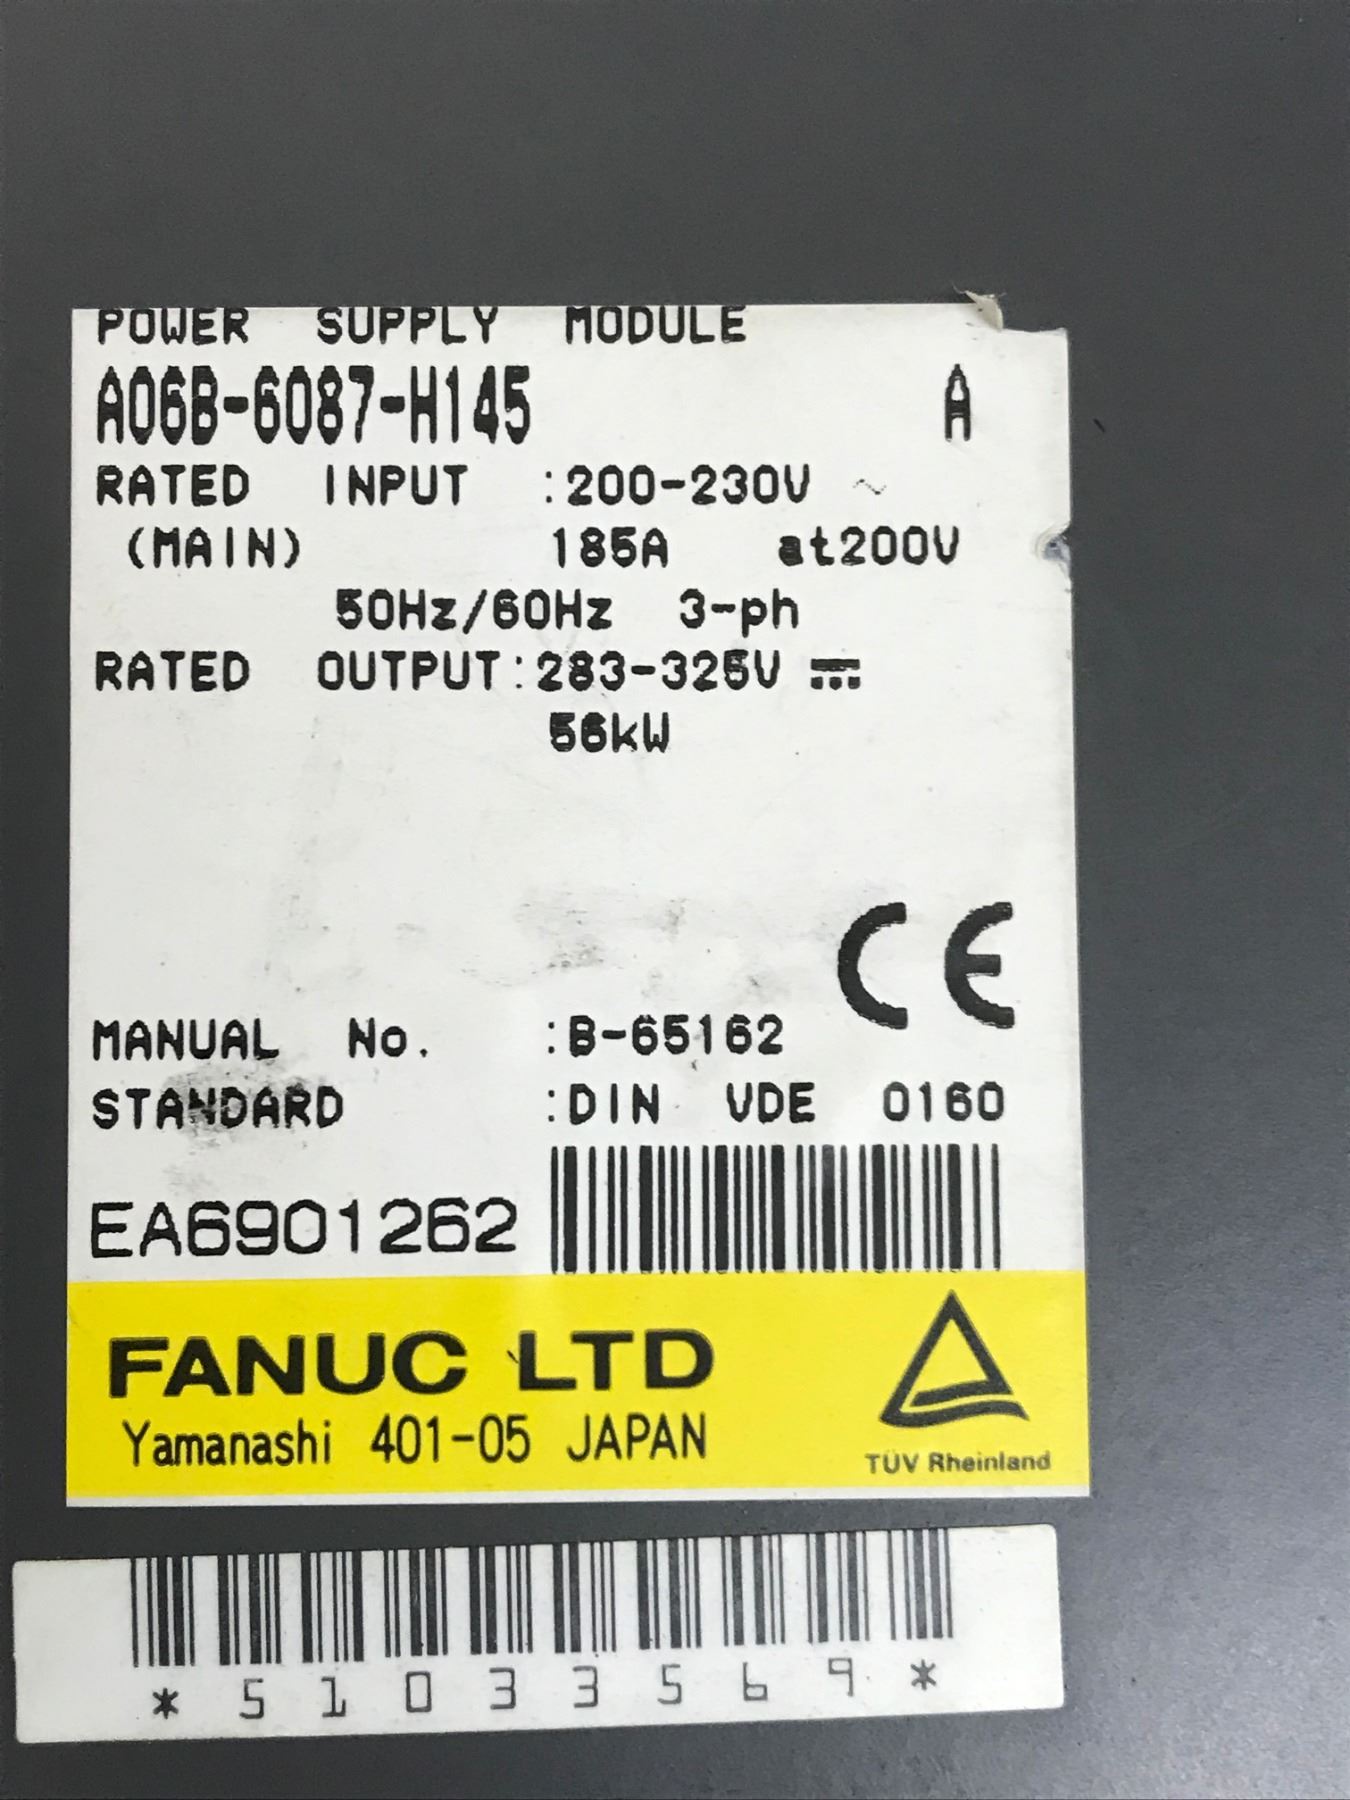 POWER SUPPLY MODULE
A06B-6087-H145 A
RATED INPUT :200-230V ~
(MAIN) 185A at200V
50Hz/60Hz 3-ph
RATED OUTPUT:283-325V ⎓
56kW
CE
MANUAL No. :B-65162
STANDARD :DIN VDE 0160
EA6901262
FANUC LTD
Yamanashi 401-05 JAPAN
TÜV Rheinland
*51033569*